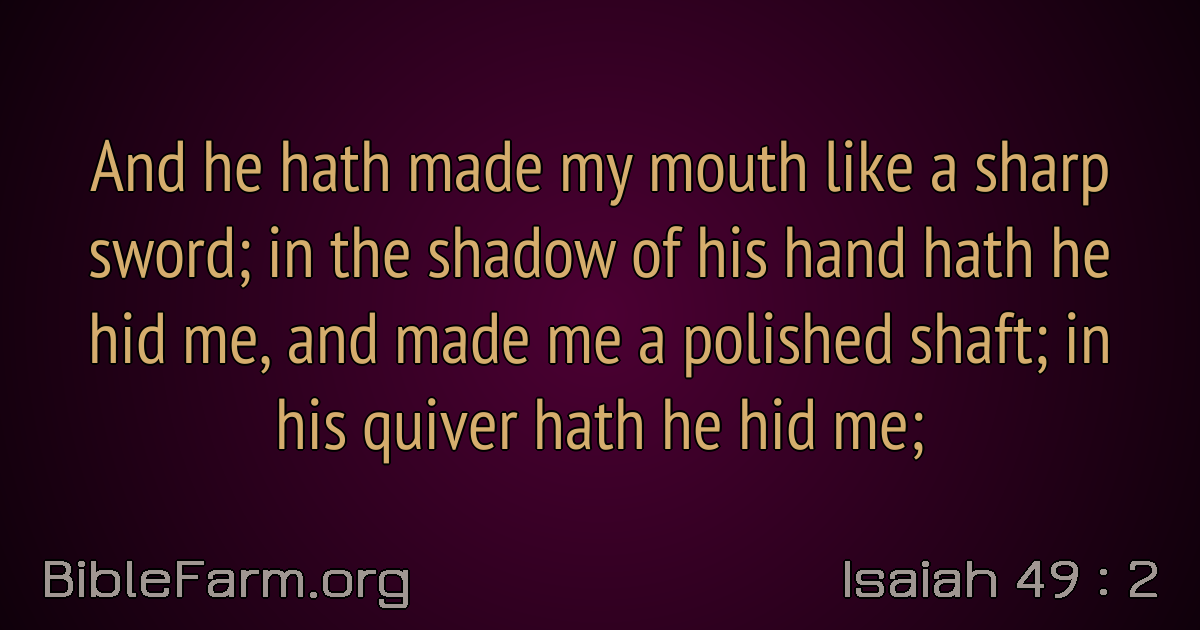 And he hath made my mouth like a sharp
sword; in the shadow of his hand hath he
hid me, and made me a polished shaft; in
his quiver hath he hid me;
BibleFarm.org
Isaiah 49 : 2